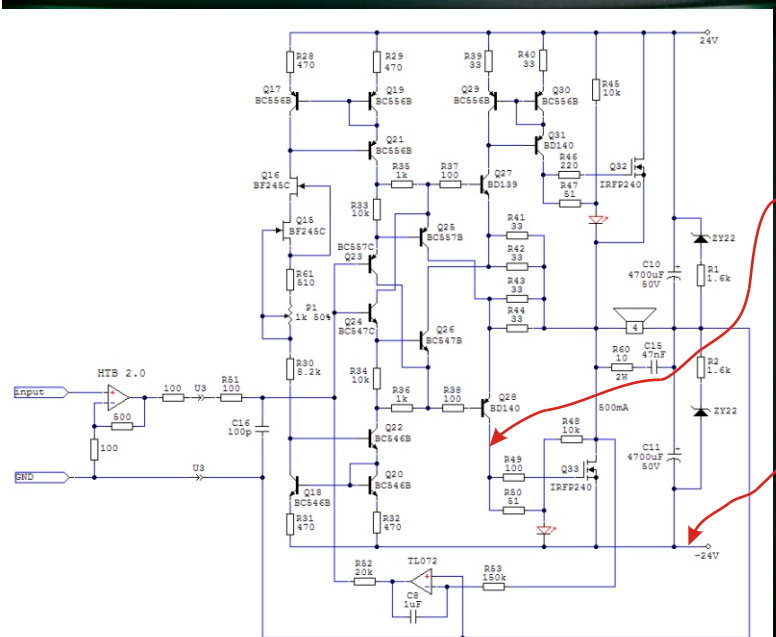 24V
R28
470
R29
470
R39
33
R40
33
R45
10k
Q17
BC556B
Q19
BC556B
Q29
BC556B
Q30
BC556B
Q21
BC556B
Q31
BD140
R46
220
Q32
IRFP240
R47
51
Q16
BF245C
R35
1k
R37
100
Q27
BD139
R33
10k
Q15
BF245C
Q25
BC557B
R41
33
ZY22
BC557C
Q23
R42
33
C10
4700uF
50V
R1
1.6k
R61
510
R43
33
P1
1k 50%
Q24
BC547C
R44
33
4
Q26
BC547B
R60
10
2W
C15
47nF
R2
1.6k
HTB 2.0
R30
8.2k
R34
10k
input
100
U3
R51
100
R36
1k
R38
100
Q28
BD140
500mA
ZY22
500
C16
100p
R48
10k
Q22
BC546B
100
C11
4700uF
50V
GND
U3
Q18
BC546B
Q20
BC546B
R49
100
Q33
IRFP240
R50
51
R31
470
R32
470
-24V
R52
20k
TL072
R53
150k
C8
1uF